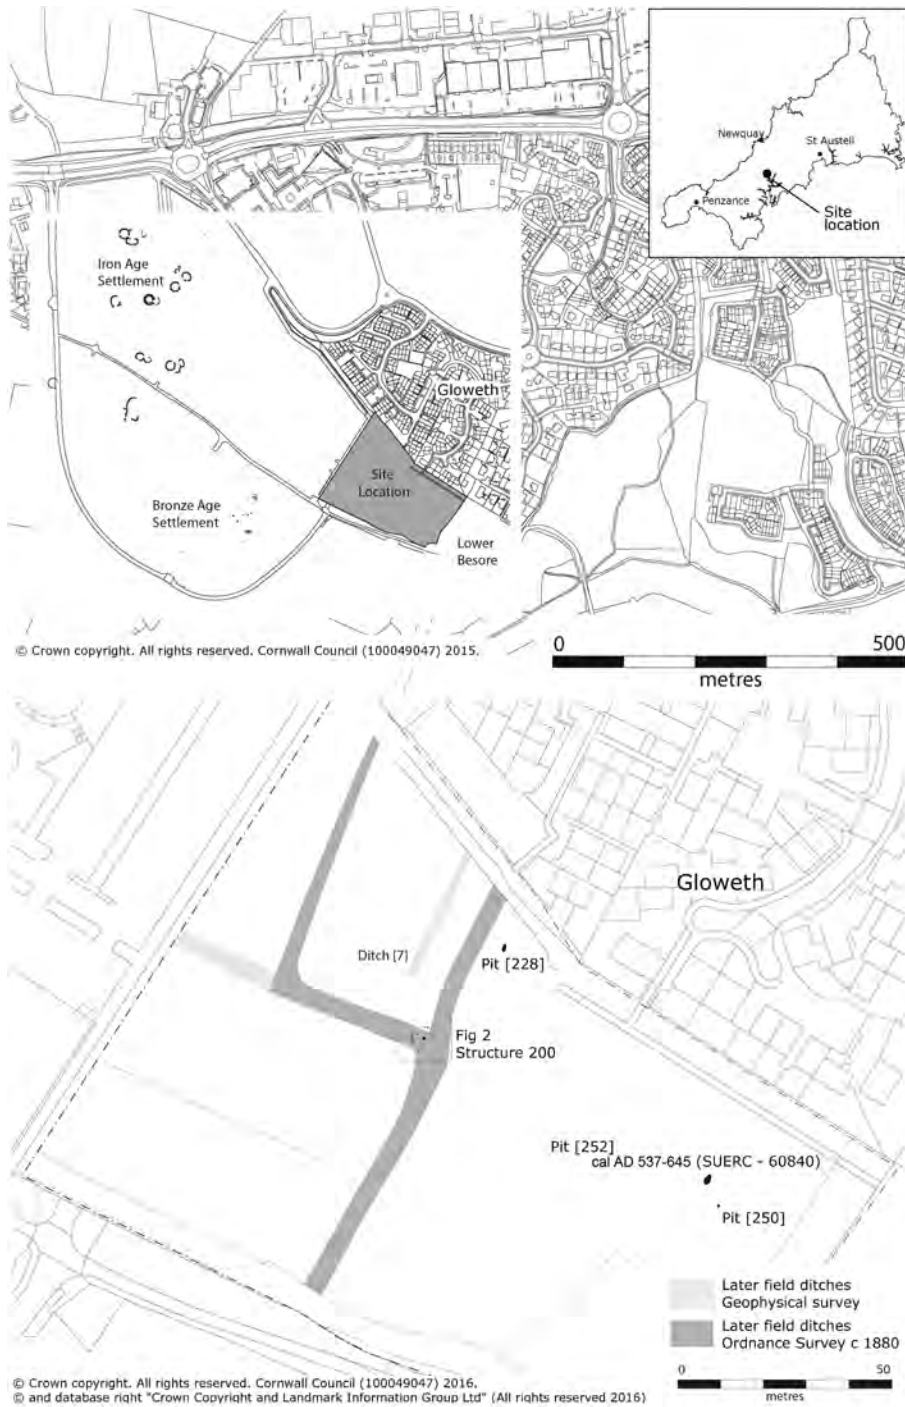 Newquay
St Austell
Penzance
Site
location
Iron Age
Settlement
Gloweth
Site
Location
Bronze Age
Settlement
Lower
Besore
© Crown copyright. All rights reserved. Cornwall Council (100049047) 2015.
0 500
metres
Gloweth
Ditch [7]
Pit [228]
Fig 2
Structure 200
Pit [252]
cal AD 537-645 (SUERC - 60840)
Pit [250]
Later field ditches
Geophysical survey
Later field ditches
Ordnance Survey c 1880
0 50
metres
© Crown copyright. All rights reserved. Cornwall Council (100049047) 2016.
© and database right "Crown Copyright and Landmark Information Group Ltd" (All rights reserved 2016)